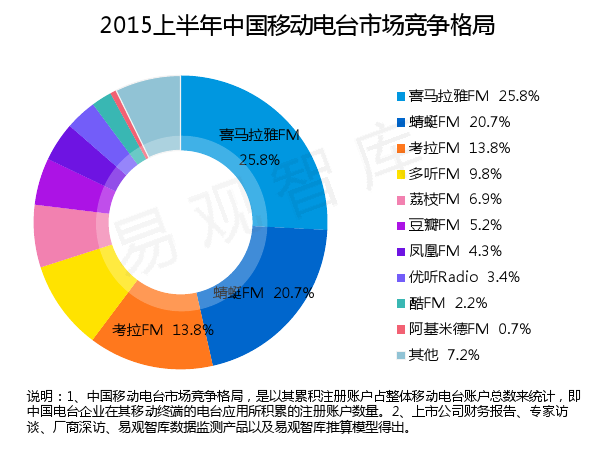 2015上半年中国移动电台市场竞争格局
喜马拉雅FM
25.8%
蜻蜓FM 20.7%
考拉FM 13.8%
喜马拉雅FM 25.8%
蜻蜓FM 20.7%
考拉FM 13.8%
多听FM 9.8%
荔枝FM 6.9%
豆瓣FM 5.2%
凤凰FM 4.3%
优听Radio 3.4%
酷FM 2.2%
阿基米德FM 0.7%
其他 7.2%
易观智库
说明：1、中国移动电台市场竞争格局，是以其累积注册账户占整体移动电台账户总数来统计，即
中国电台企业在其移动终端的电台应用所积累的注册账户数量。2、上市公司财务报告、专家访
谈、厂商深访、易观智库数据监测产品以及易观智库推算模型得出。